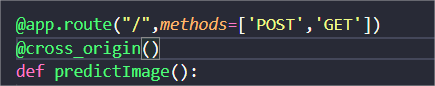 @app.route("/",methods=['POST','GET'])
@cross_origin()
def predictImage():